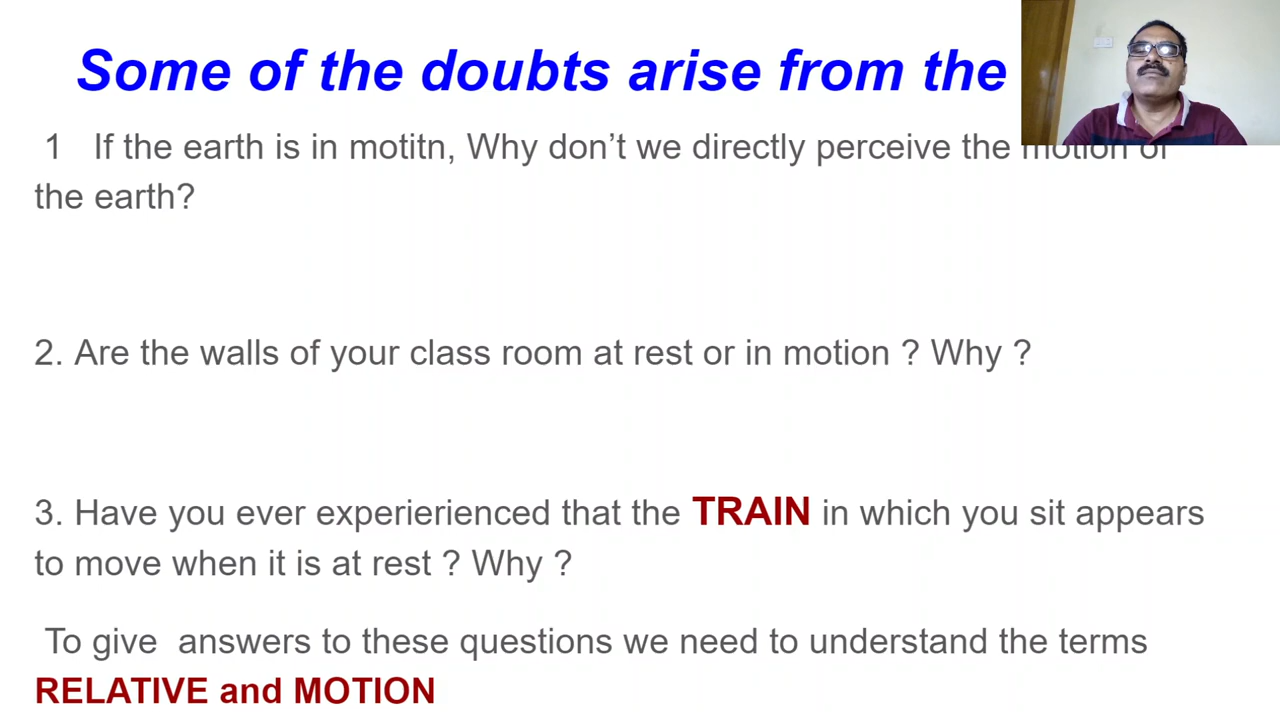 Some of the doubts arise from the
1 If the earth is in motitn, Why don’t we directly perceive the motion of
the earth?
2. Are the walls of your class room at rest or in motion ? Why ?
3. Have you ever experierienced that the TRAIN in which you sit appears
to move when it is at rest ? Why ?
To give answers to these questions we need to understand the terms
RELATIVE and MOTION